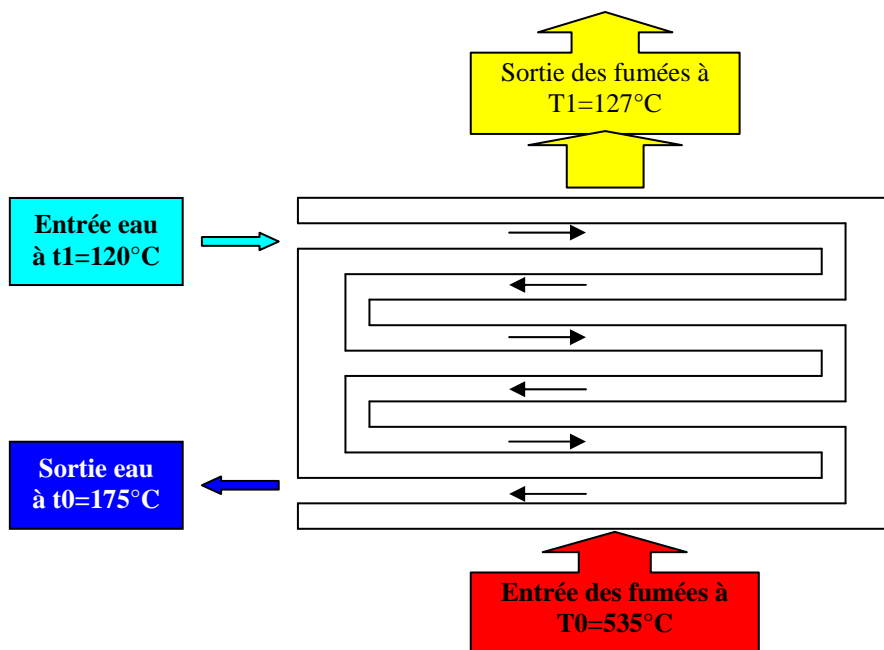 Sortie des fumées à
T1=127°C
Entrée eau
à t1=120°C
Sortie eau
à t0=175°C
Entrée des fumées à
T0=535°C